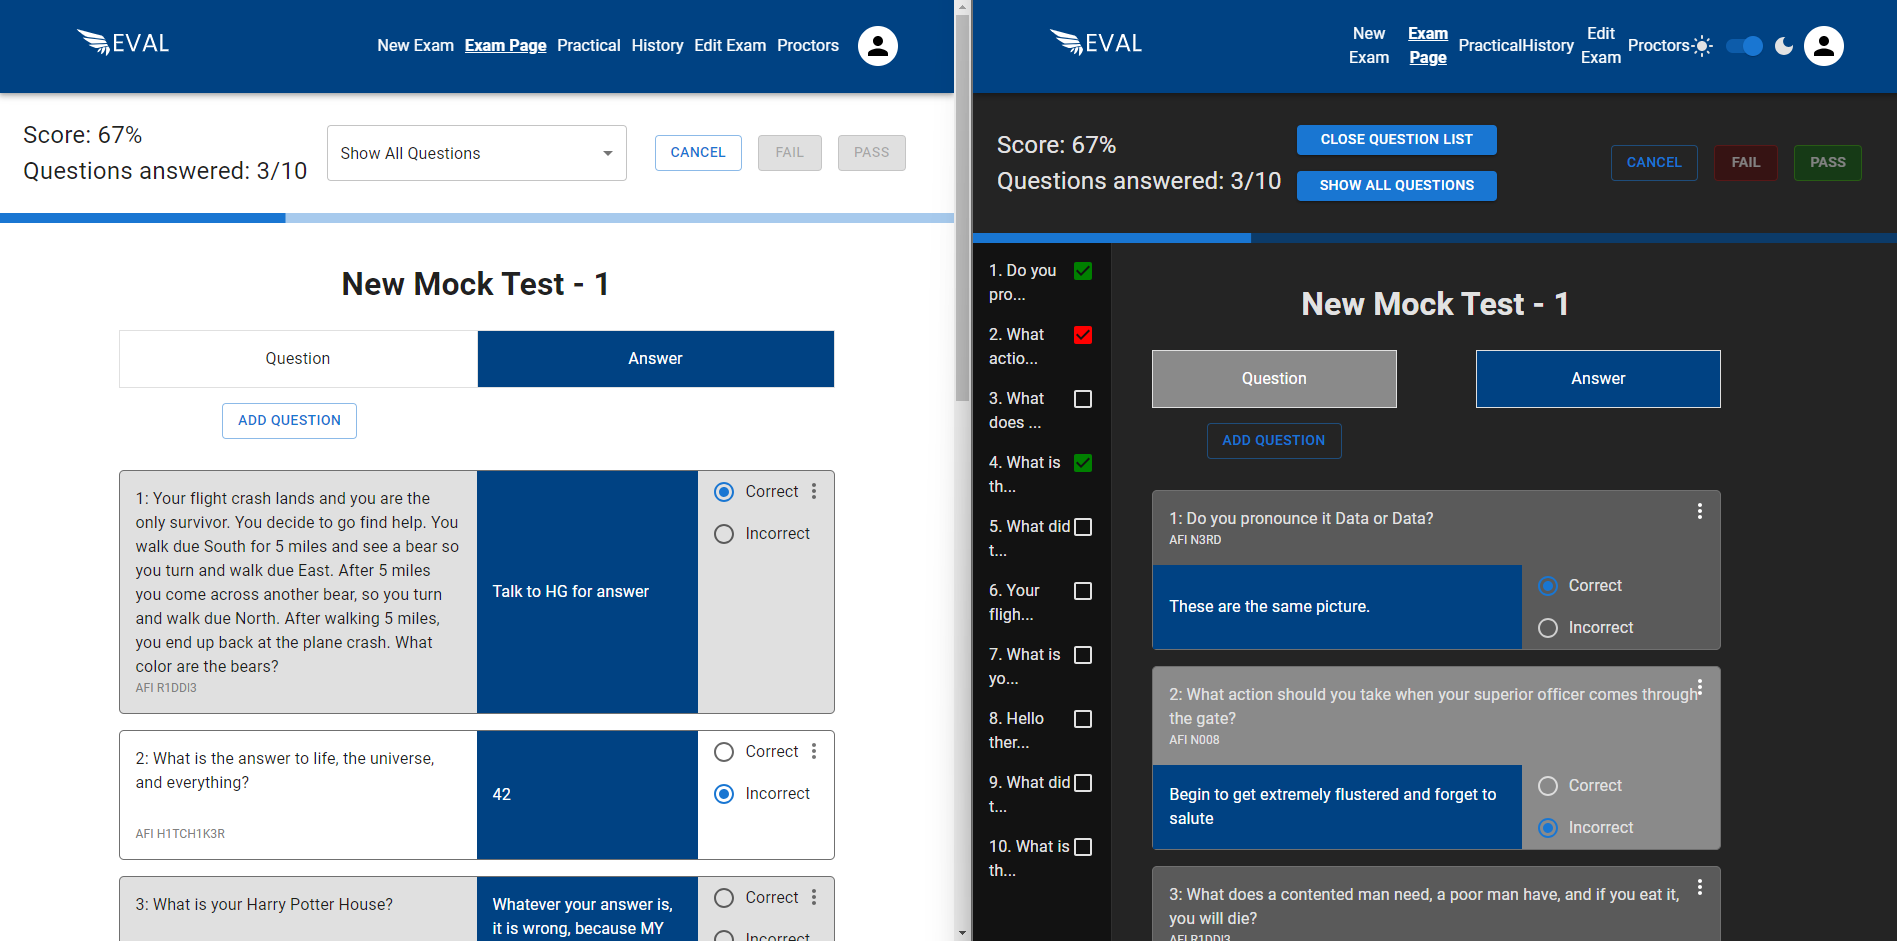 EVAL
New Exam Exam Page Practical History Edit Exam Proctors
Score: 67%
Questions answered: 3/10
Show All Questions
CANCEL
FAIL
PASS
New Mock Test - 1
Question
Answer
ADD QUESTION
1: Your flight crash lands and you are the
only survivor. You decide to go find help. You
walk due South for 5 miles and see a bear so
you turn and walk due East. After 5 miles
you come across another bear, so you turn
and walk due North. After walking 5 miles,
you end up back at the plane crash. What
color are the bears?
AFI R1DDI3
Talk to HG for answer
Correct
Incorrect
2: What is the answer to life, the universe,
and everything?
AFI H1TCH1K3R
42
Correct
Incorrect
3: What is your Harry Potter House?
Whatever your answer is,
it is wrong, because MY
Correct
Incorrect
EVAL
New
Exam
Exam
Page
Practical
History
Edit
Exam
Proctors
Score: 67%
Questions answered: 3/10
CLOSE QUESTION LIST
SHOW ALL QUESTIONS
CANCEL
FAIL
PASS
1. Do you
pro...
2. What
actio...
3. What
does ...
4. What is
th...
5. What did
t...
6. Your
fligh...
7. What is
yo...
8. Hello
ther...
9. What did
t...
10. What is
th...
New Mock Test - 1
Question
Answer
ADD QUESTION
1: Do you pronounce it Data or Data?
AFI N3RD
These are the same picture.
Correct
Incorrect
2: What action should you take when your superior officer comes through
the gate?
AFI N008
Begin to get extremely flustered and forget to
salute
Correct
Incorrect
3: What does a contented man need, a poor man have, and if you eat it,
you will die?
AFI R1DDI3